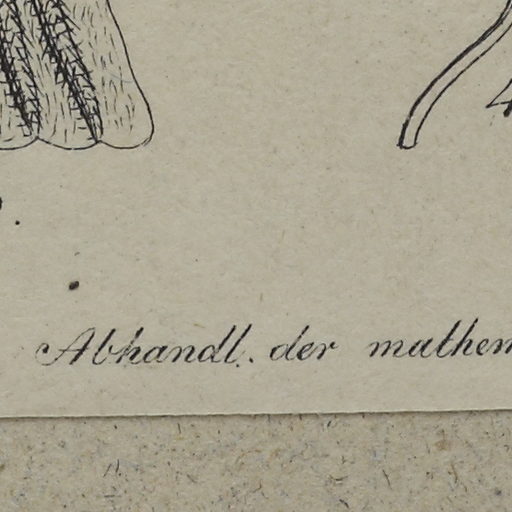 Abhandl. der mathem